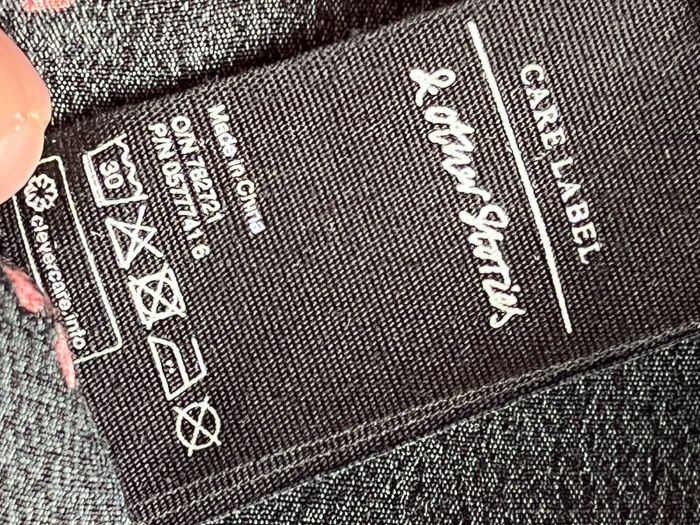 CARE LABEL
& Other Stories
Made in China
O/N 782721
P/N 0577741 6
30
clevercare.info